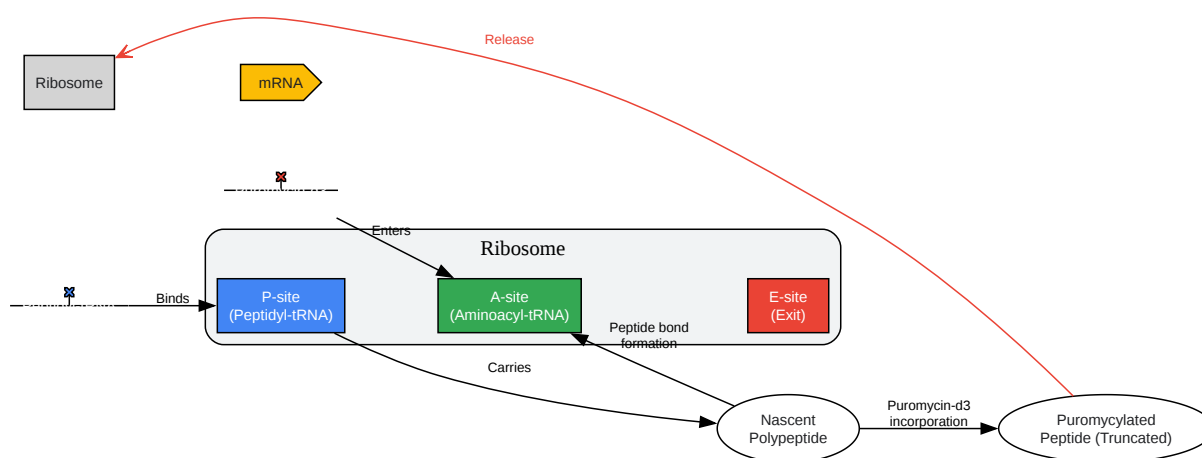 Release
Ribosome
mRNA
Enters
Ribosome
Binds
P-site
(Peptidyl-tRNA)
A-site
(Aminoacyl-tRNA)
E-site
(Exit)
Peptide bond
formation
Carries
Nascent
Polypeptide
Puromycin-d3
incorporation
Puromycylated
Peptide (Truncated)